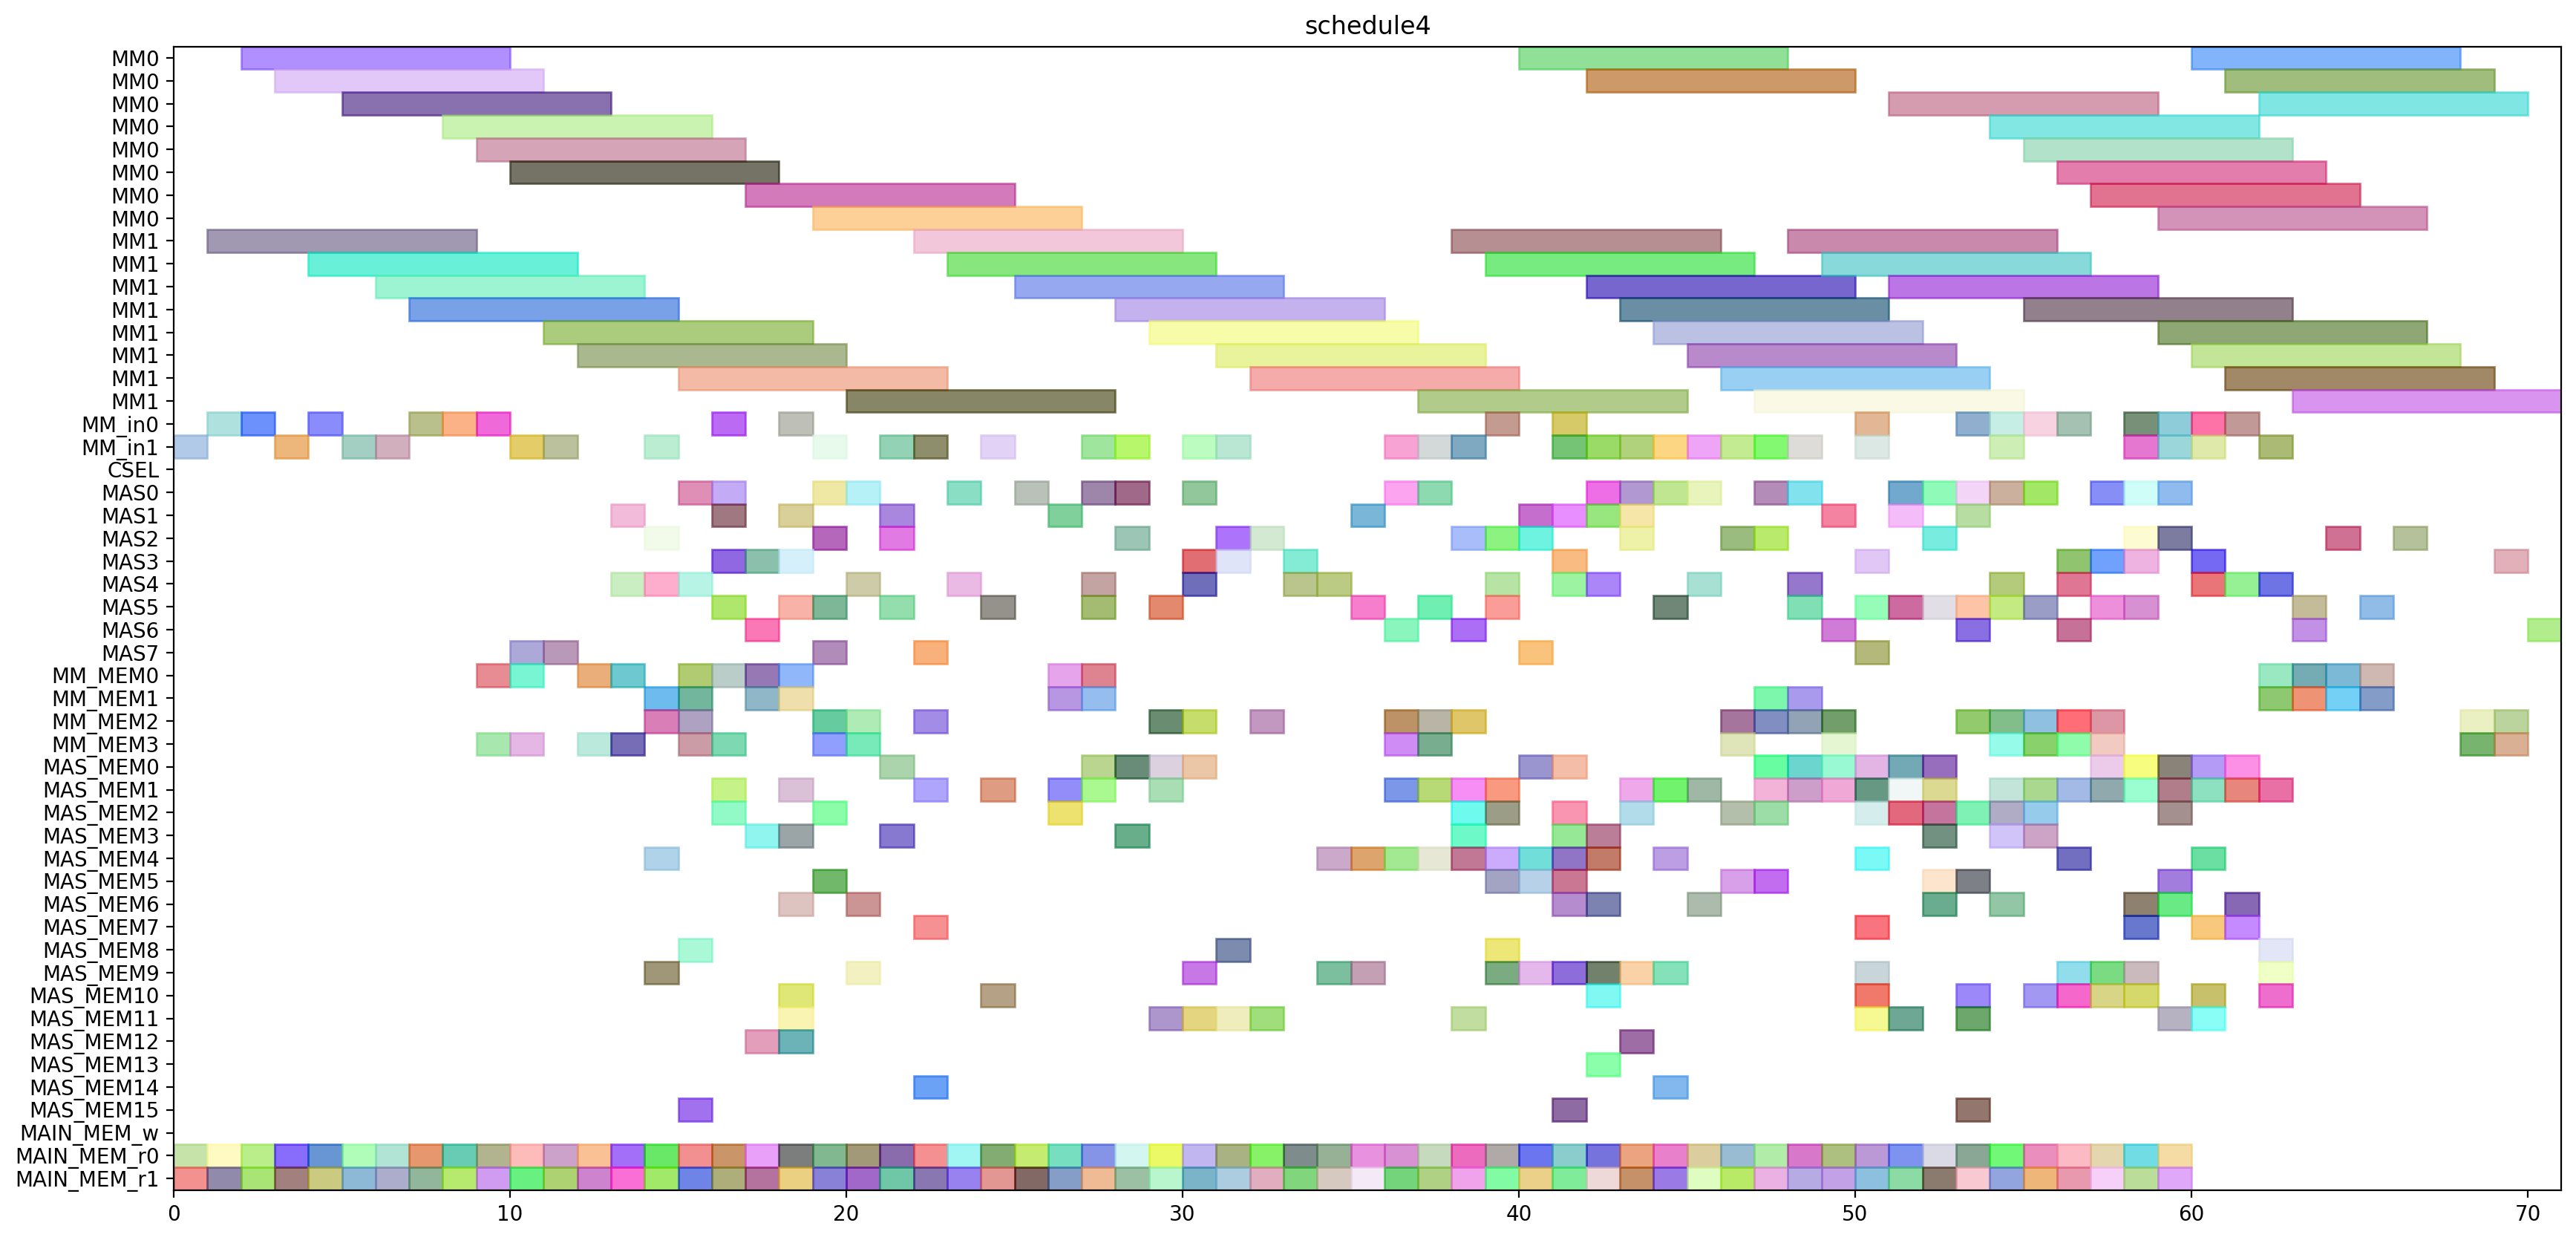 schedule4
MM0
MM0
MM0
MM0
MM0
MM0
MM0
MM0
MM1
MM1
MM1
MM1
MM1
MM1
MM1
MM1
MM_in0
MM_in1
CSEL
MAS0
MAS1
MAS2
MAS3
MAS4
MAS5
MAS6
MAS7
MM_MEM0
MM_MEM1
MM_MEM2
MM_MEM3
MAS_MEM0
MAS_MEM1
MAS_MEM2
MAS_MEM3
MAS_MEM4
MAS_MEM5
MAS_MEM6
MAS_MEM7
MAS_MEM8
MAS_MEM9
MAS_MEM10
MAS_MEM11
MAS_MEM12
MAS_MEM13
MAS_MEM14
MAS_MEM15
MAIN_MEM_w
MAIN_MEM_r0
MAIN_MEM_r1
0 10 20 30 40 50 60 70